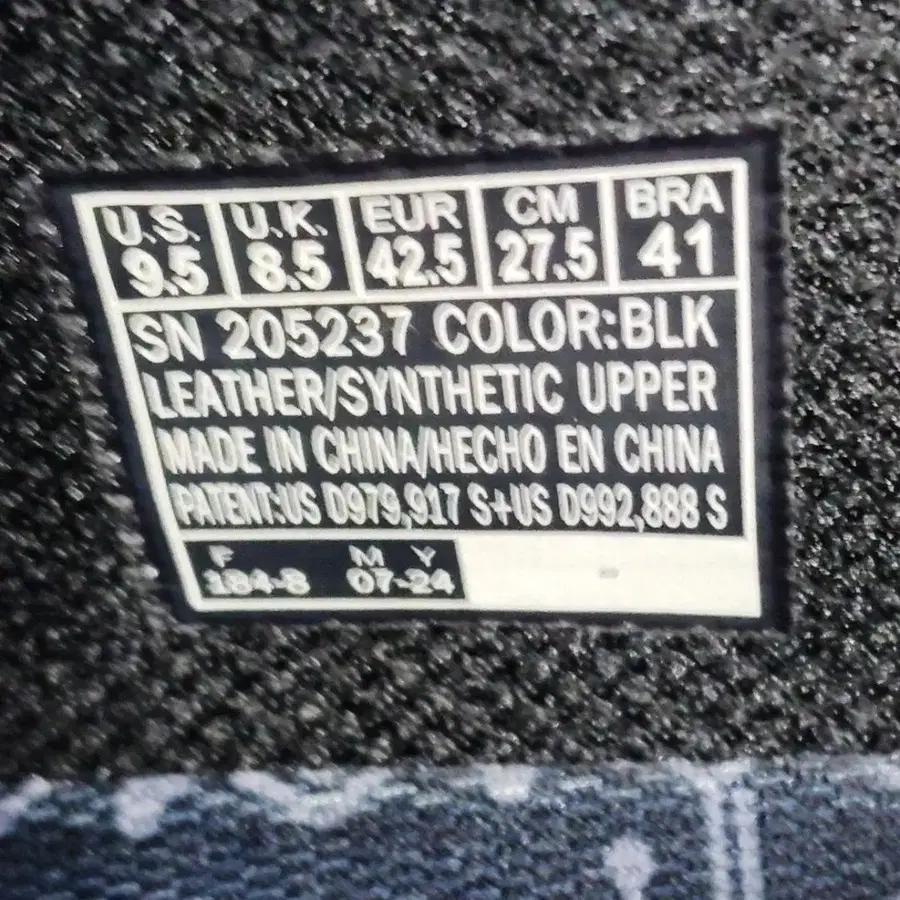 U.S. U.K. EUR CM BRA
9.5 8.5 42.5 27.5 41
SN 205237 COLOR:BLK
LEATHER/SYNTHETIC UPPER
MADE IN CHINA/HECHO EN CHINA
PATENT:US D979,917 S+US D992,888 S
F M Y
184-8 07-24